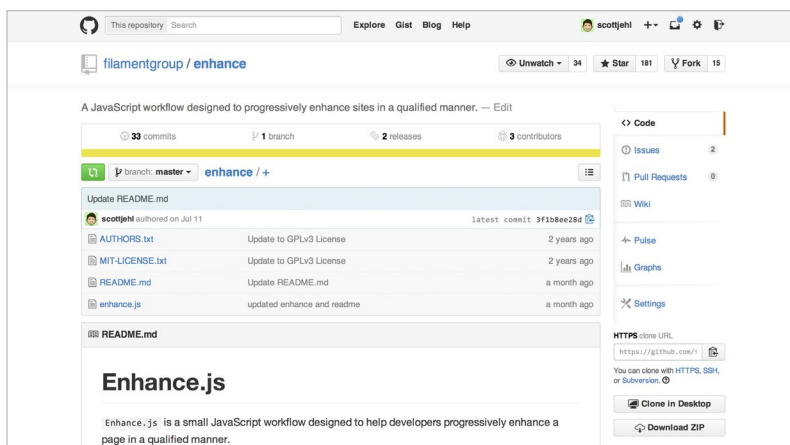 This repository Search Explore Gist Blog Help scottjehl
filamentgroup / enhance Unwatch 34 Star 181 Fork 15
A JavaScript workflow designed to progressively enhance sites in a qualified manner. — Edit
33 commits 1 branch 2 releases 3 contributors
branch: master enhance / +
Update README.md
scottjehl authored on Jul 11 latest commit 3f1b8ee28d
AUTHORS.txt Update to GPLv3 License 2 years ago
MIT-LICENSE.txt Update to GPLv3 License 2 years ago
README.md Update README.md a month ago
enhance.js updated enhance and readme a month ago
README.md
Enhance.js
Enhance.js is a small JavaScript workflow designed to help developers progressively enhance a
page in a qualified manner.
<> Code
Issues 2
Pull Requests 0
Wiki
Pulse
Graphs
Settings
HTTPS clone URL
https://github.com/
You can clone with HTTPS, SSH,
or Subversion.
Clone in Desktop
Download ZIP